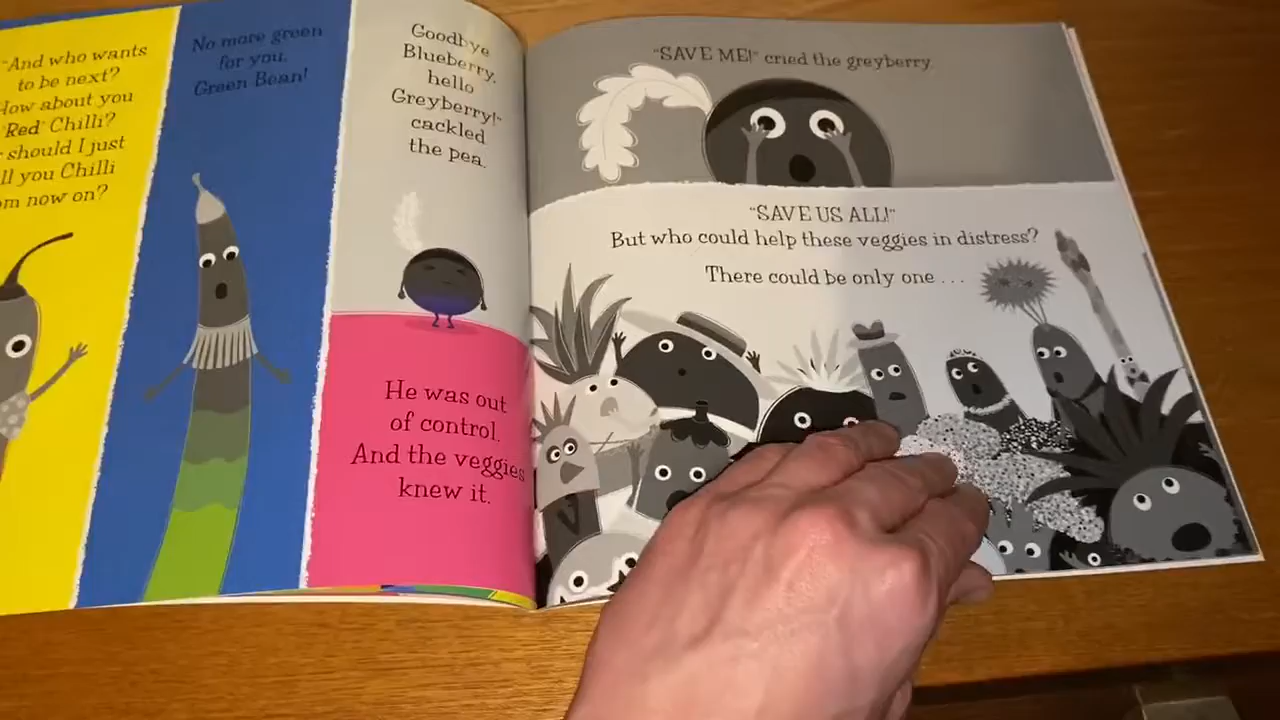 "And who wants
to be next?
How about you
"Red" Chilli?
should I just
you Chilli
now on?
No more green
for you,
Green Bean!
Goodbye
Blueberry,
hello
Greyberry!"
cackled
the pea.
He was out
of control.
And the veggies
knew it.
"SAVE ME!" cried the greyberry.
"SAVE US ALL!"
But who could help these veggies in distress?
There could be only one . . .